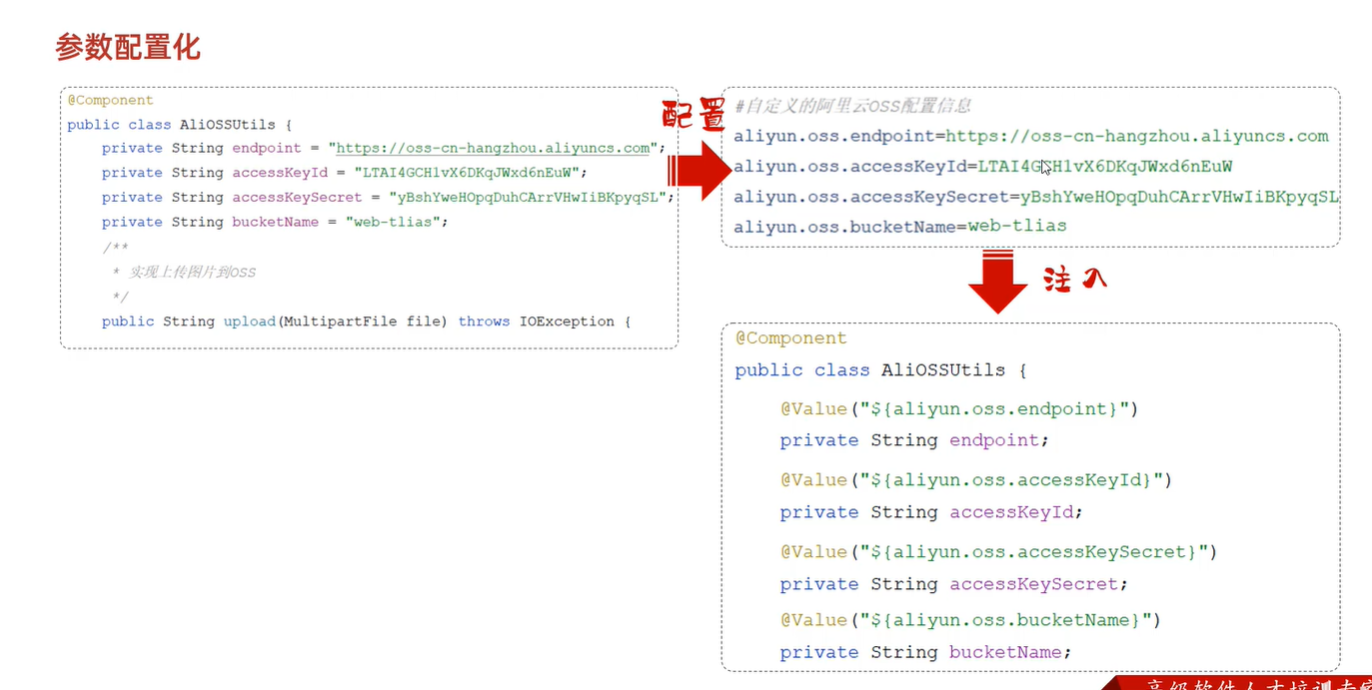 参数配置化
@Component
public class AliOSSUtils {
private String endpoint = "https://oss-cn-hangzhou.aliyuncs.com";
private String accessKeyId = "LTAI4GCH1vX6DKqJWxd6nEuW";
private String accessKeySecret = "yBshYweHOpqDuhCArrVHwIiBKpyqSL";
private String bucketName = "web-tlias";
/**
* 实现上传图片到OSS
*/
public String upload(MultipartFile file) throws IOException {
配置
#自定义的阿里云OSS配置信息
aliyun.oss.endpoint=https://oss-cn-hangzhou.aliyuncs.com
aliyun.oss.accessKeyId=LTAI4GCH1vX6DKqJWxd6nEuW
aliyun.oss.accessKeySecret=yBshYweHOpqDuhCArrVHwIiBKpyqSL
aliyun.oss.bucketName=web-tlias
注入
@Component
public class AliOSSUtils {
@Value("${aliyun.oss.endpoint}")
private String endpoint;
@Value("${aliyun.oss.accessKeyId}")
private String accessKeyId;
@Value("${aliyun.oss.accessKeySecret}")
private String accessKeySecret;
@Value("${aliyun.oss.bucketName}")
private String bucketName;
高级软件人才培训专家